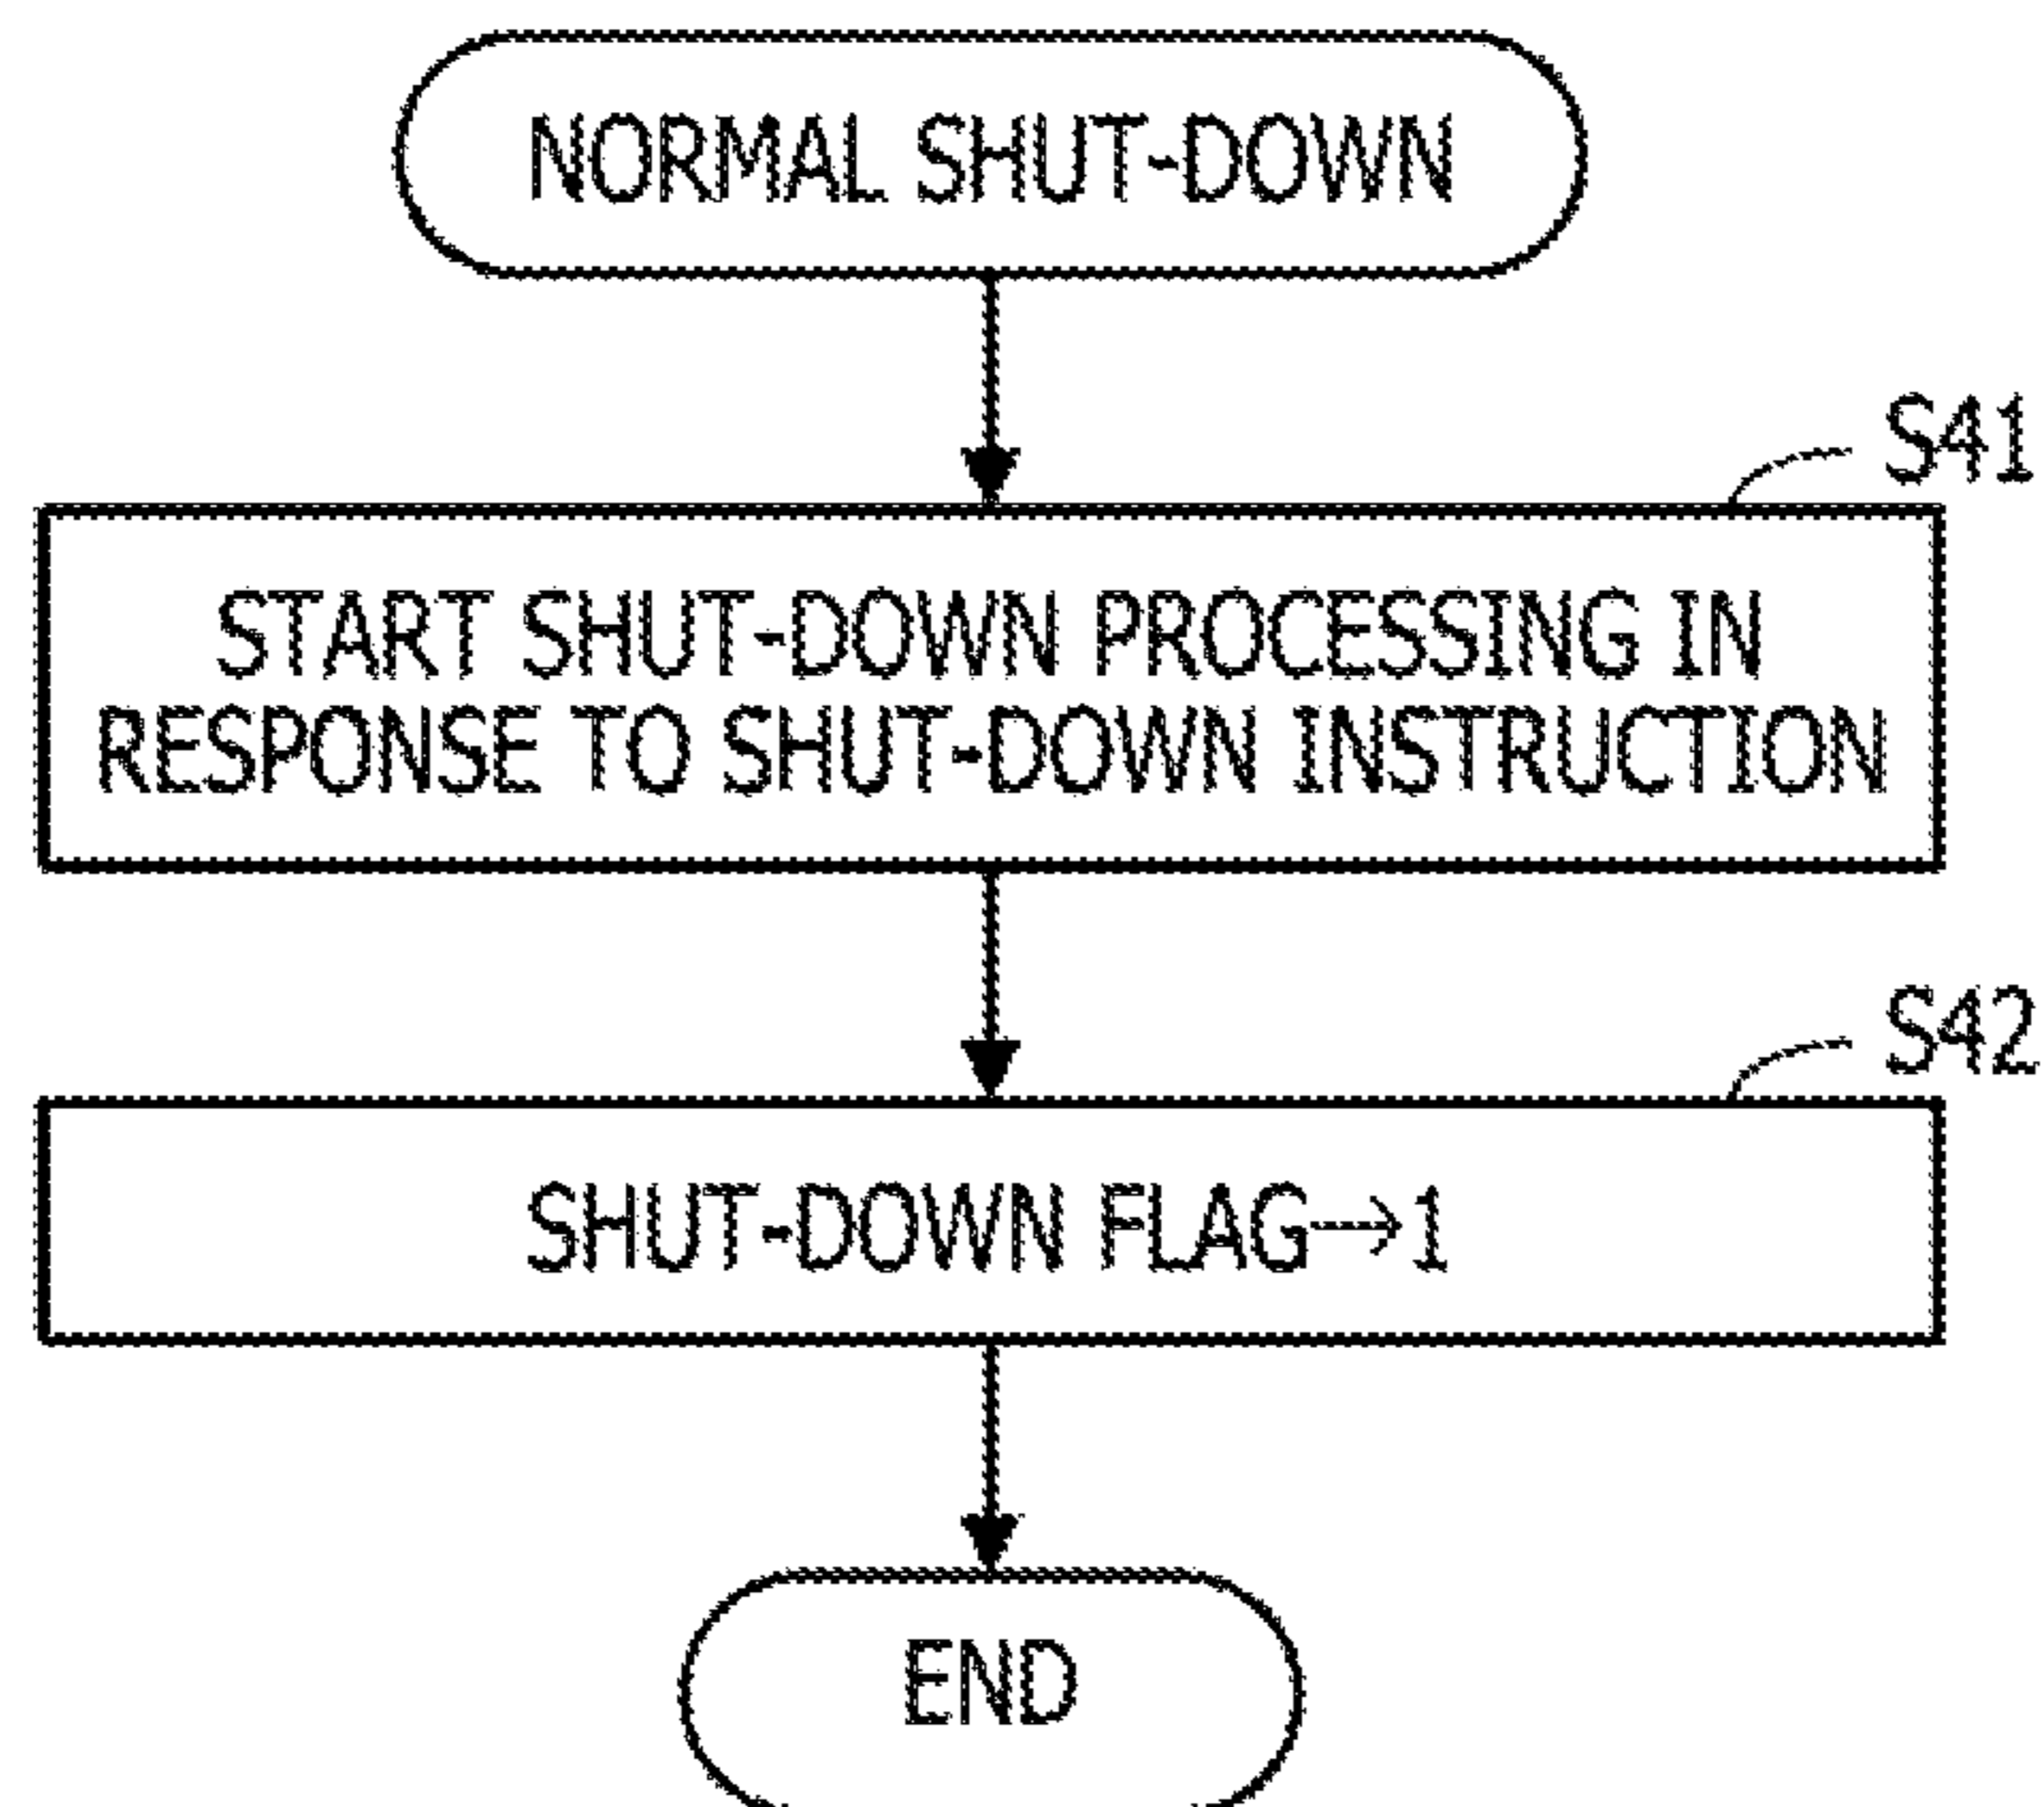 NORMAL SHUT-DOWN
S41
START SHUT-DOWN PROCESSING IN
RESPONSE TO SHUT-DOWN INSTRUCTION
S42
SHUT-DOWN FLAG→1
END